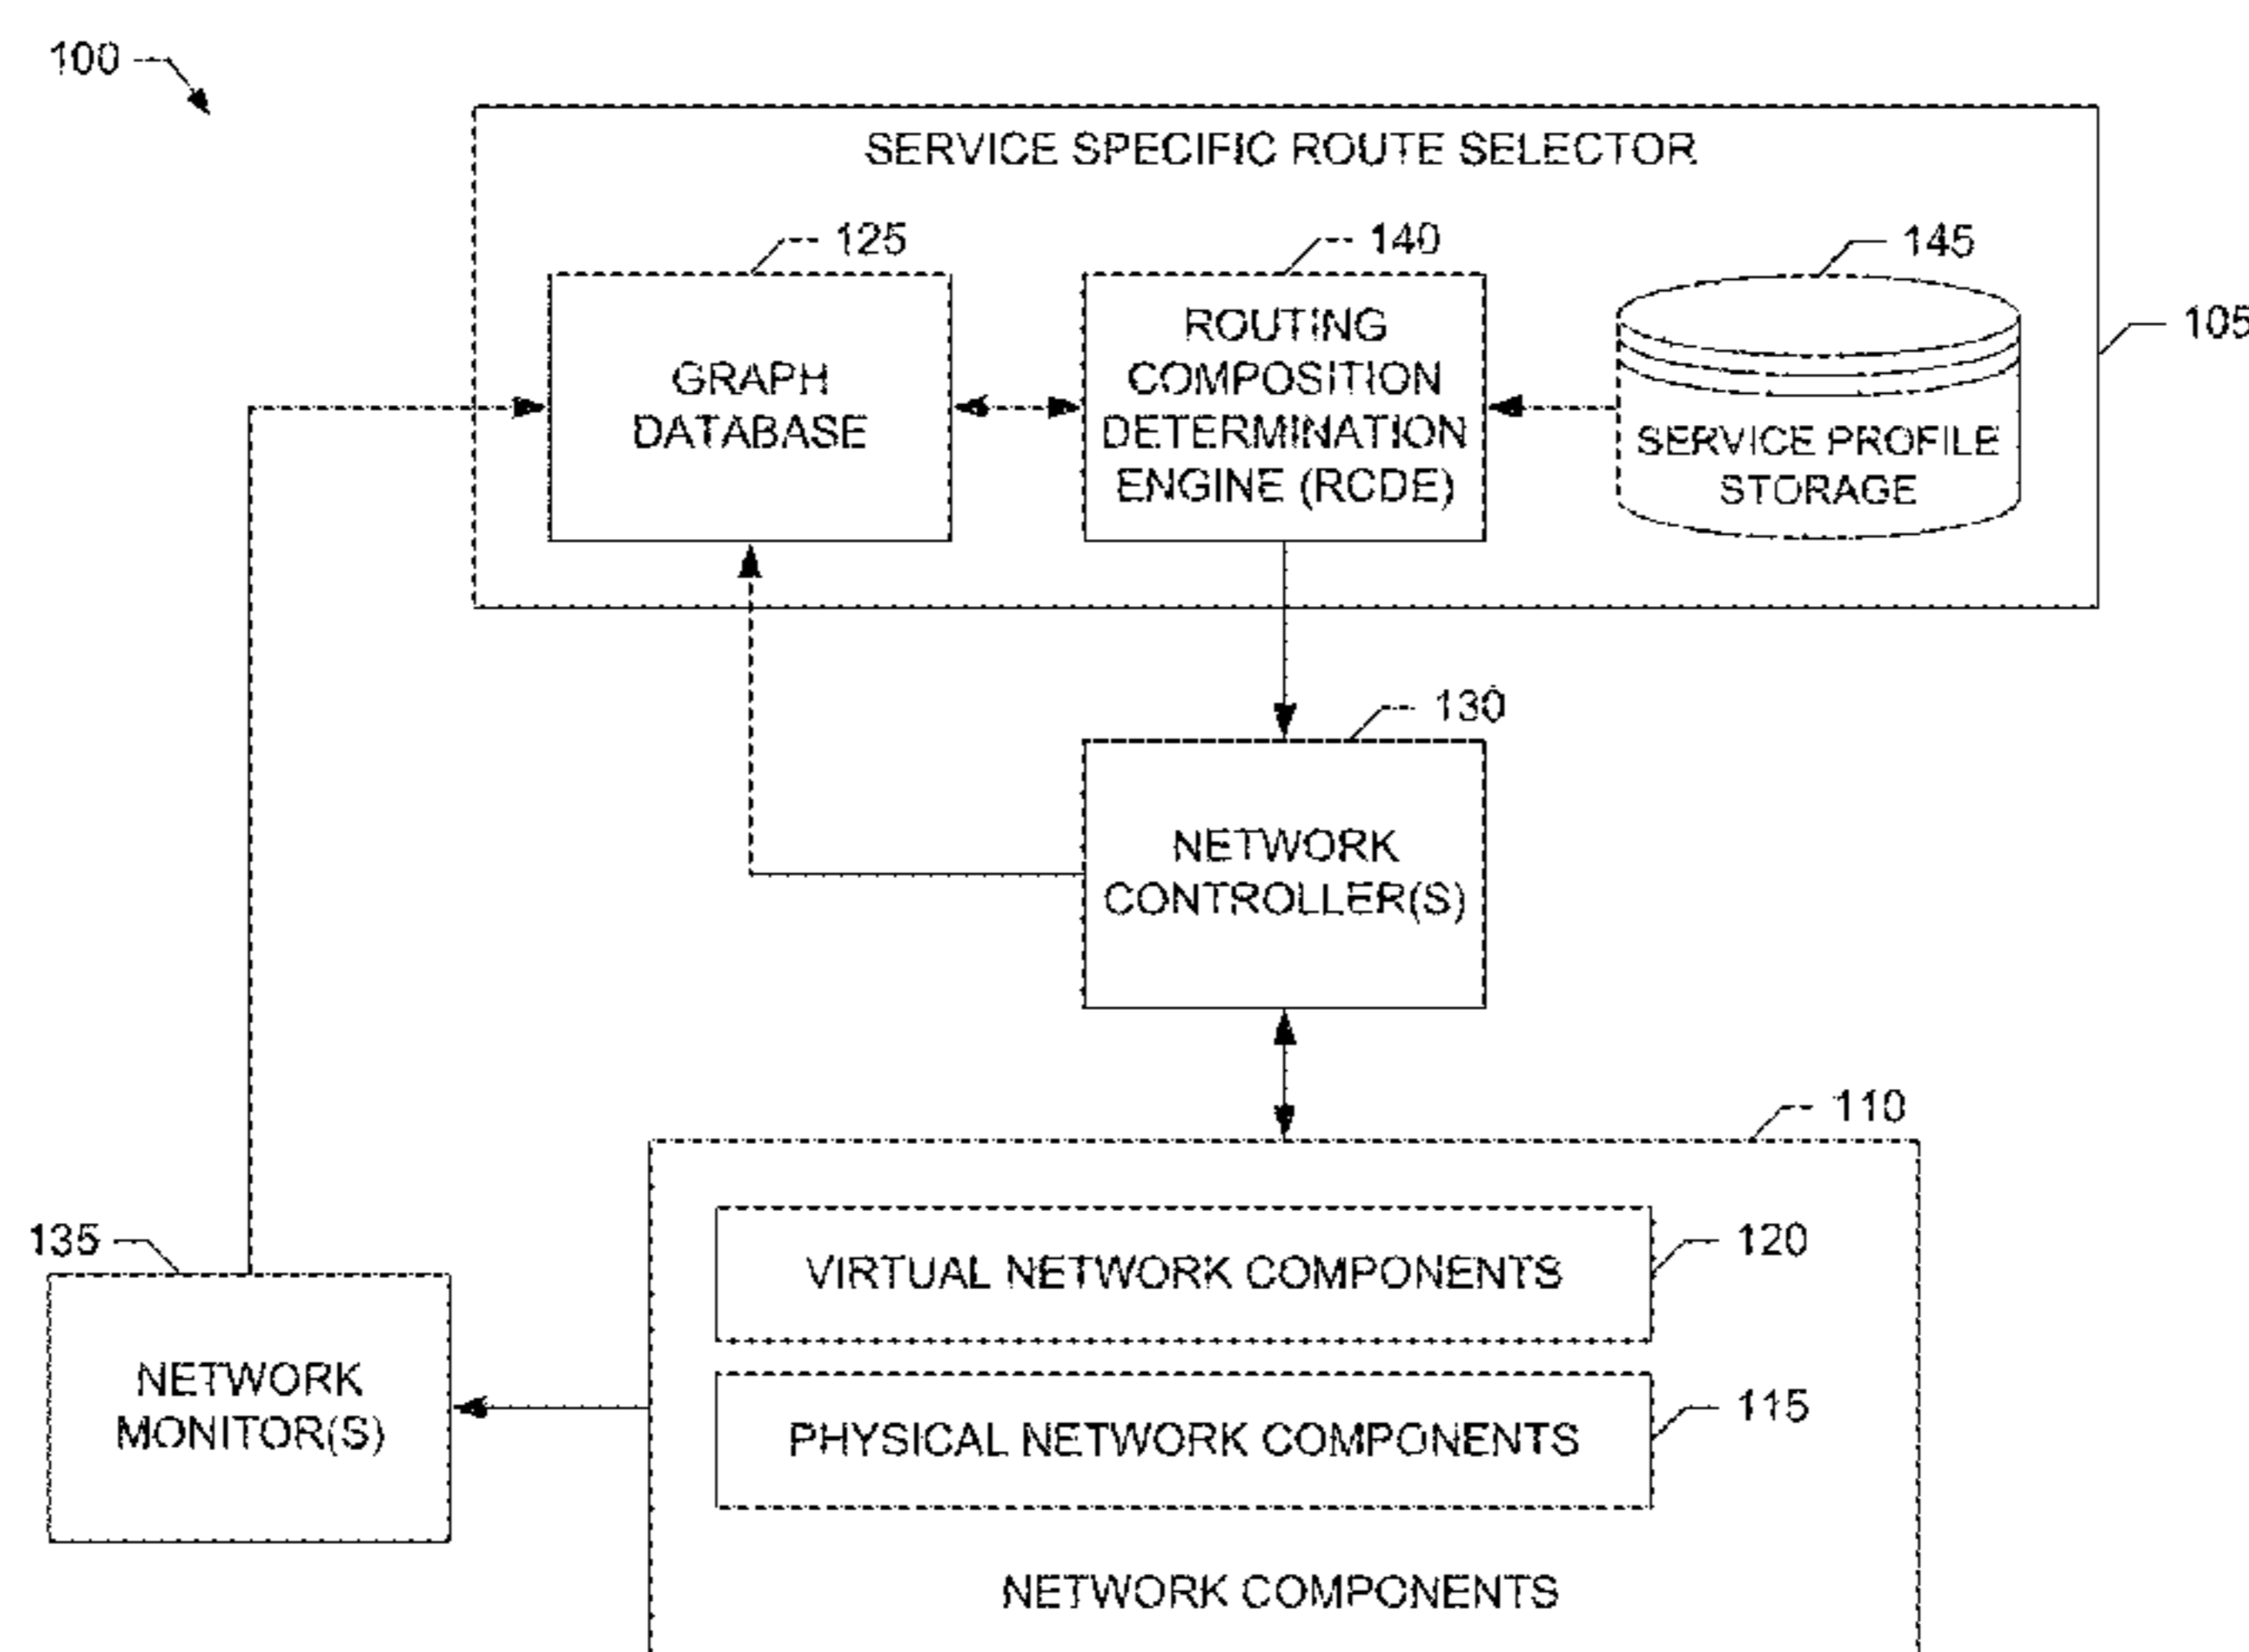 100
SERVICE SPECIFIC ROUTE SELECTOR
125
140
145
105
GRAPH
DATABASE
ROUTING
COMPOSITION
DETERMINATION
ENGINE (RCDE)
SERVICE PROFILE
STORAGE
130
NETWORK
CONTROLLER(S)
110
135
NETWORK
MONITOR(S)
VIRTUAL NETWORK COMPONENTS
120
PHYSICAL NETWORK COMPONENTS
115
NETWORK COMPONENTS